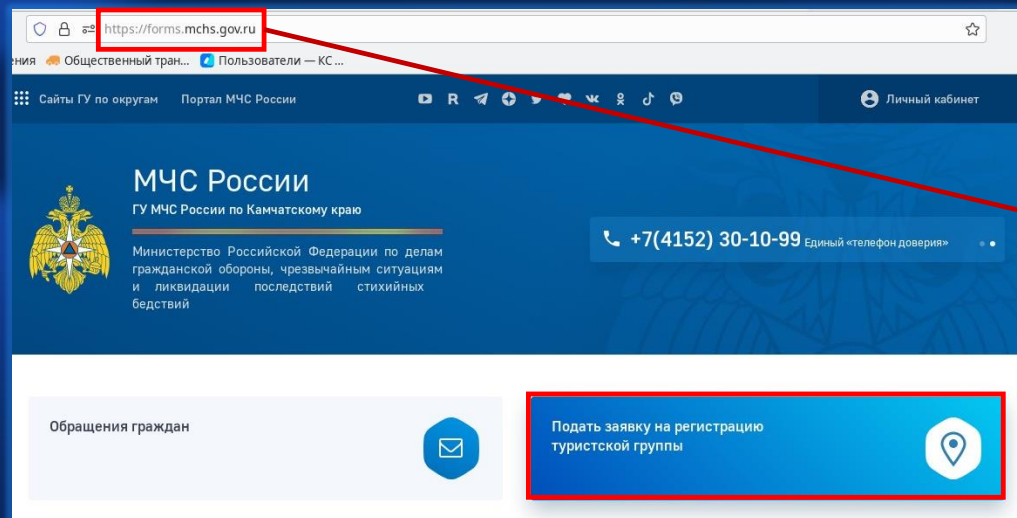 https://forms.mchs.gov.ru
ния Общественный тран... Пользователи — КС ...
Сайты ГУ по округам Портал МЧС России Личный кабинет
МЧС России
ГУ МЧС России по Камчатскому краю
+7(4152) 30-10-99 Единый «телефон доверия»
Министерство Российской Федерации по делам
гражданской обороны, чрезвычайным ситуациям
и ликвидации последствий стихийных
бедствий
Обращения граждан
Подать заявку на регистрацию
туристской группы